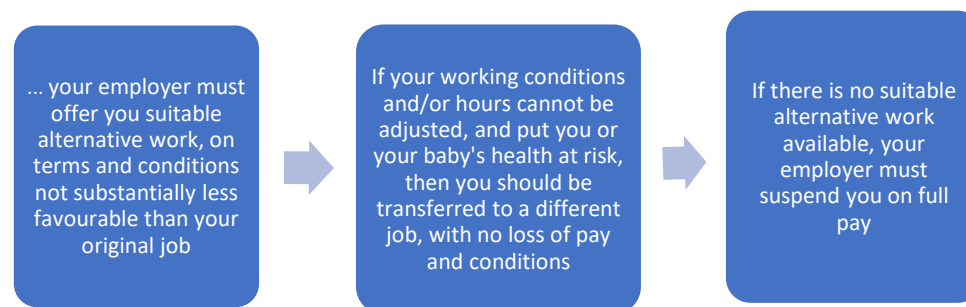 ... your employer must
offer you suitable
alternative work, on
terms and conditions
not substantially less
favourable than your
original job
If your working conditions
and/or hours cannot be
adjusted, and put you or
your baby's health at risk,
then you should be
transferred to a different
job, with no loss of pay
and conditions
If there is no suitable
alternative work
available, your
employer must
suspend you on full
pay